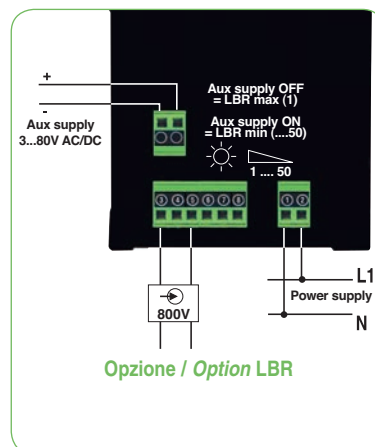 +
-
Aux supply
3...80V AC/DC
Aux supply OFF
= LBR max (1)
Aux supply ON
= LBR min (....50)
1 .... 50
3 4 5 6 7 8
1 2
800V
L1
Power supply
N
Opzione / Option LBR